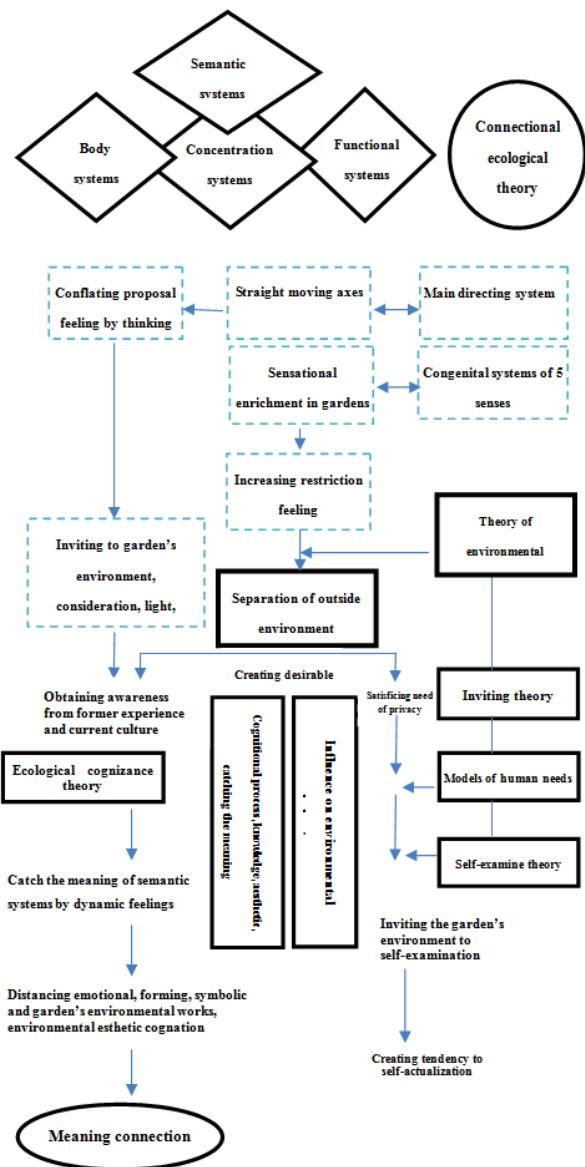 Semantic
systems
Body
systems
Concentration
systems
Functional
systems
Connectional
ecological
theory
Conflating proposal
feeling by thinking
Straight moving axes
Main directing system
Sensational
enrichment in gardens
Congenital systems of 5
senses
Increasing restriction
feeling
Theory of
environmental
Inviting to garden's
environment,
consideration, light,
Separation of outside
environment
Creating desirable
Satisficing need
of privacy
Inviting theory
Obtaining awareness
from former experience
and current culture
Cognitional process, knowledge, aesthetic,
catching the meaning
Influence on environmental
. . .
Ecological cognizance
theory
Models of human needs
Self-examine theory
Catch the meaning of semantic
systems by dynamic feelings
Inviting the garden's
environment to
self-examination
Distancing emotional, forming, symbolic
and garden's environmental works,
environmental esthetic cognation
Creating tendency to
self-actualization
Meaning connection